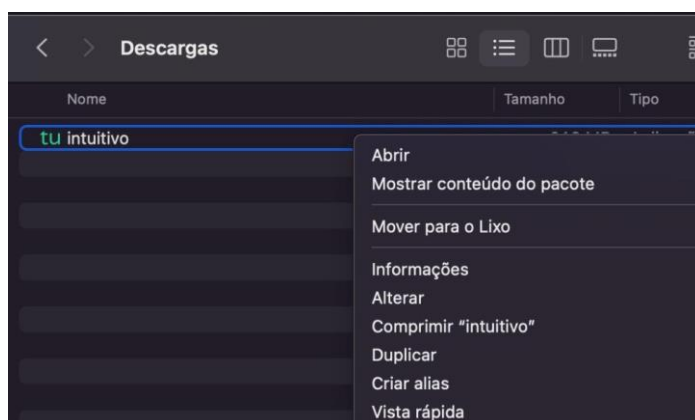 Descargas
Nome Tamanho Tipo
tu intuitivo
Abrir
Mostrar conteúdo do pacote
Mover para o Lixo
Informações
Alterar
Comprimir “intuitivo”
Duplicar
Criar alias
Vista rápida